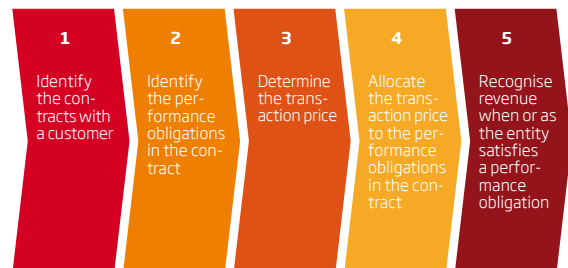 1
Identify
the con-
tracts with
a customer
2
Identify
the per-
formance
obligations
in the con-
tract
3
Determine
the trans-
action price
4
Allocate
the trans-
action price
to the per-
formance
obligations
in the con-
tract
5
Recognise
revenue
when or as
the entity
satisfies
a perfor-
mance
obligation